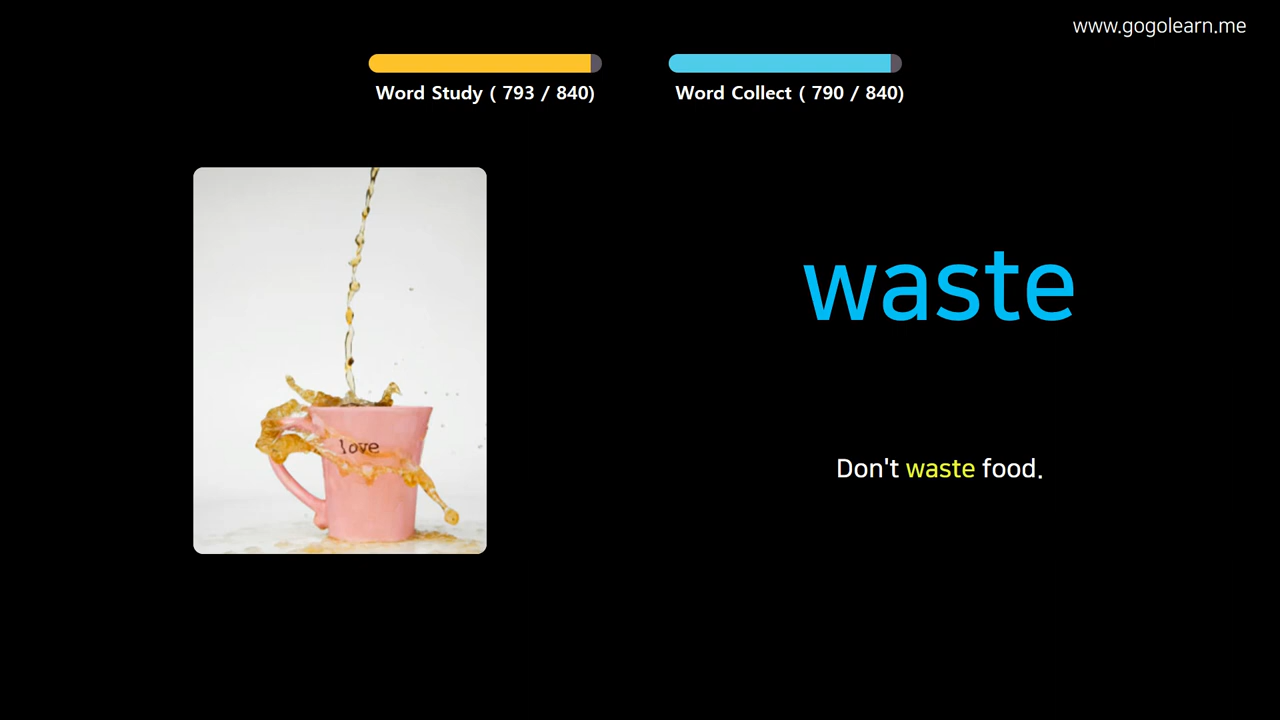 www.gogolearn.me
Word Study ( 793 / 840)
Word Collect ( 790 / 840)
waste
love
Don't waste food.